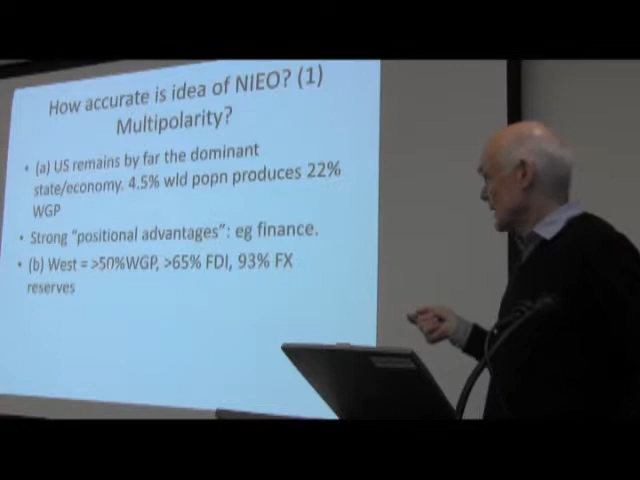 How accurate is idea of NIEO? (1)
Multipolarity?
• (a) US remains by far the dominant
state/economy. 4.5% wld popn produces 22%
WGP
• Strong “positional advantages”: eg finance.
• (b) West = >50%WGP, >65% FDI, 93% FX
reserves